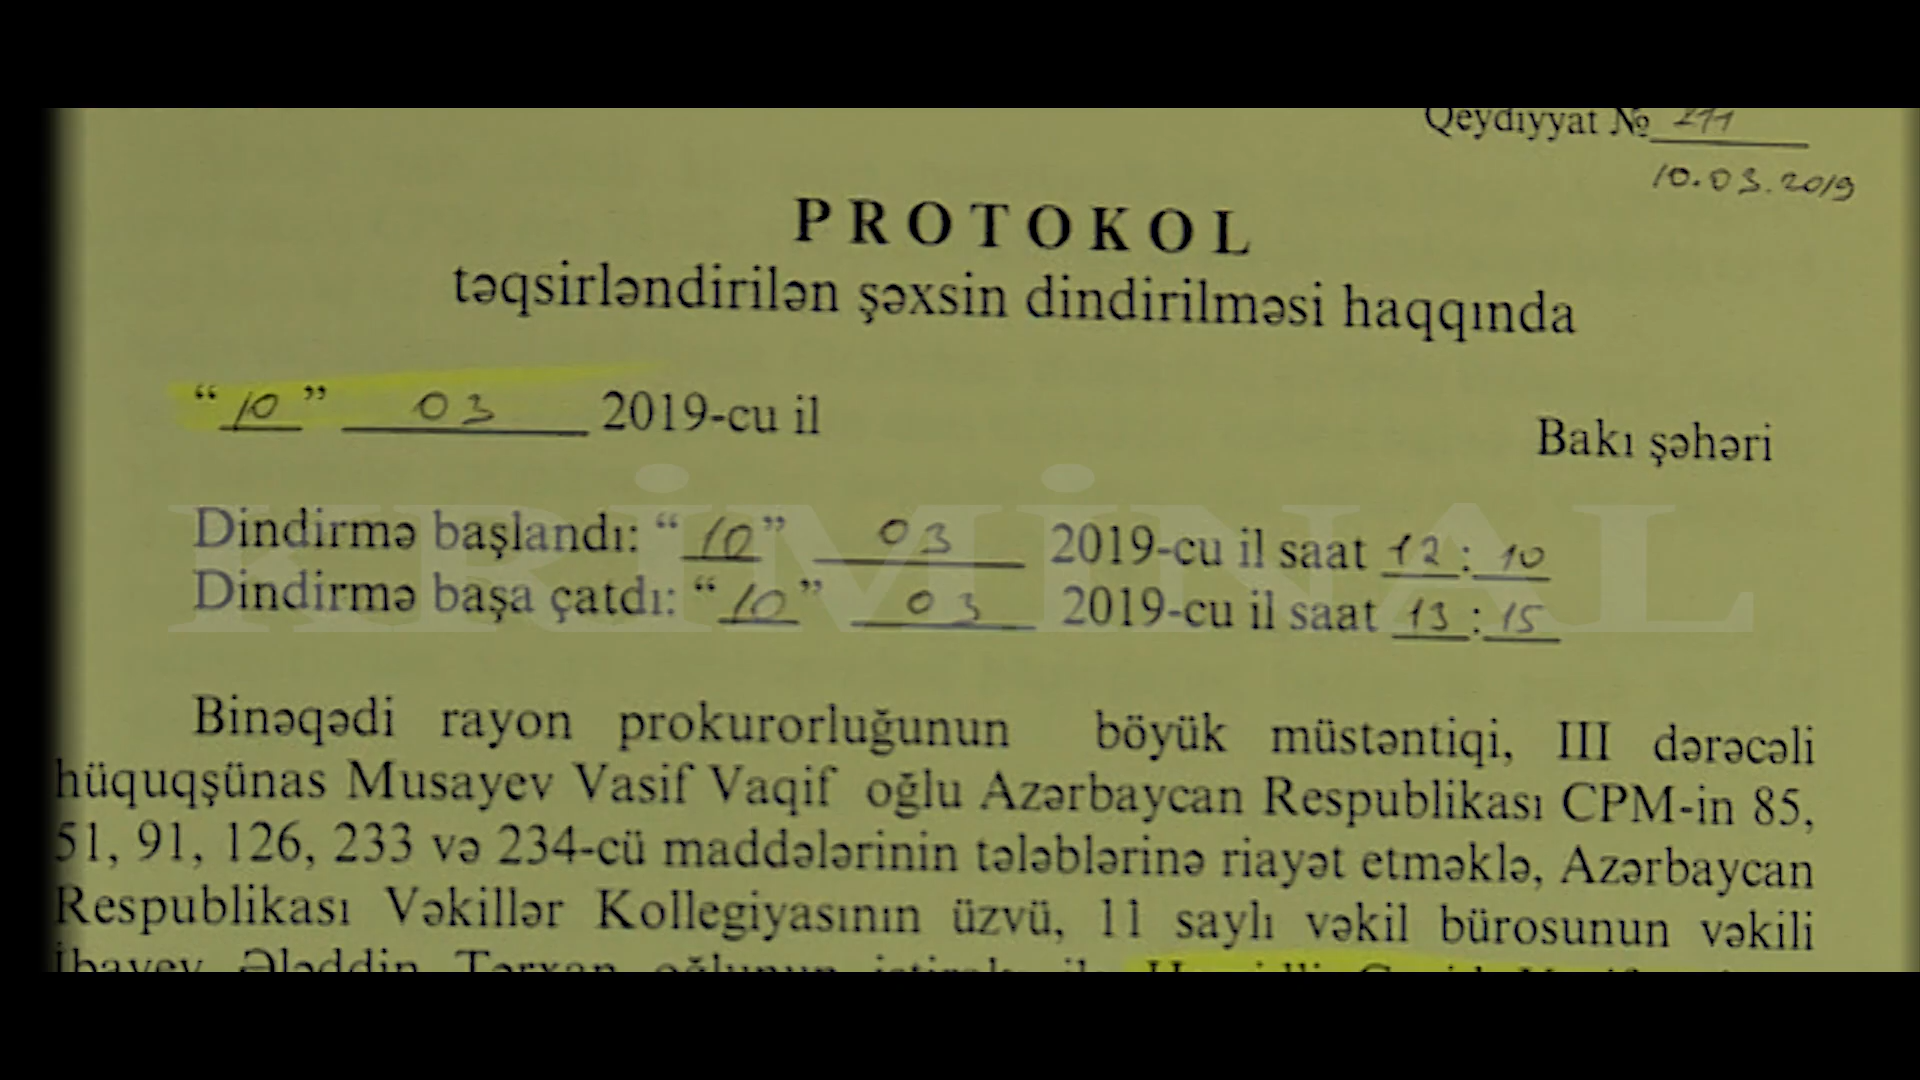 Qeydiyyat № 211
10.03.2019
PROTOKOL
təqsirləndirilən şəxsin dindirilməsi haqqında
“10” 03 2019-cu il
Bakı şəhəri
KRİMİNAL
Dindirmə başlandı: “10” 03 2019-cu il saat 12:10
Dindirmə başa çatdı: “10” 03 2019-cu il saat 13:15
Binəqədi rayon prokurorluğunun böyük müstəntiqi, III dərəcəli
hüquqşünas Musayev Vasif Vaqif oğlu Azərbaycan Respublikası CPM-in 85,
51, 91, 126, 233 və 234-cü maddələrinin tələblərinə riayət etməklə, Azərbaycan
Respublikası Vəkillər Kollegiyasının üzvü, 11 saylı vəkil bürosunun vəkili
İbayev Ələddin Tərxan oğlunun